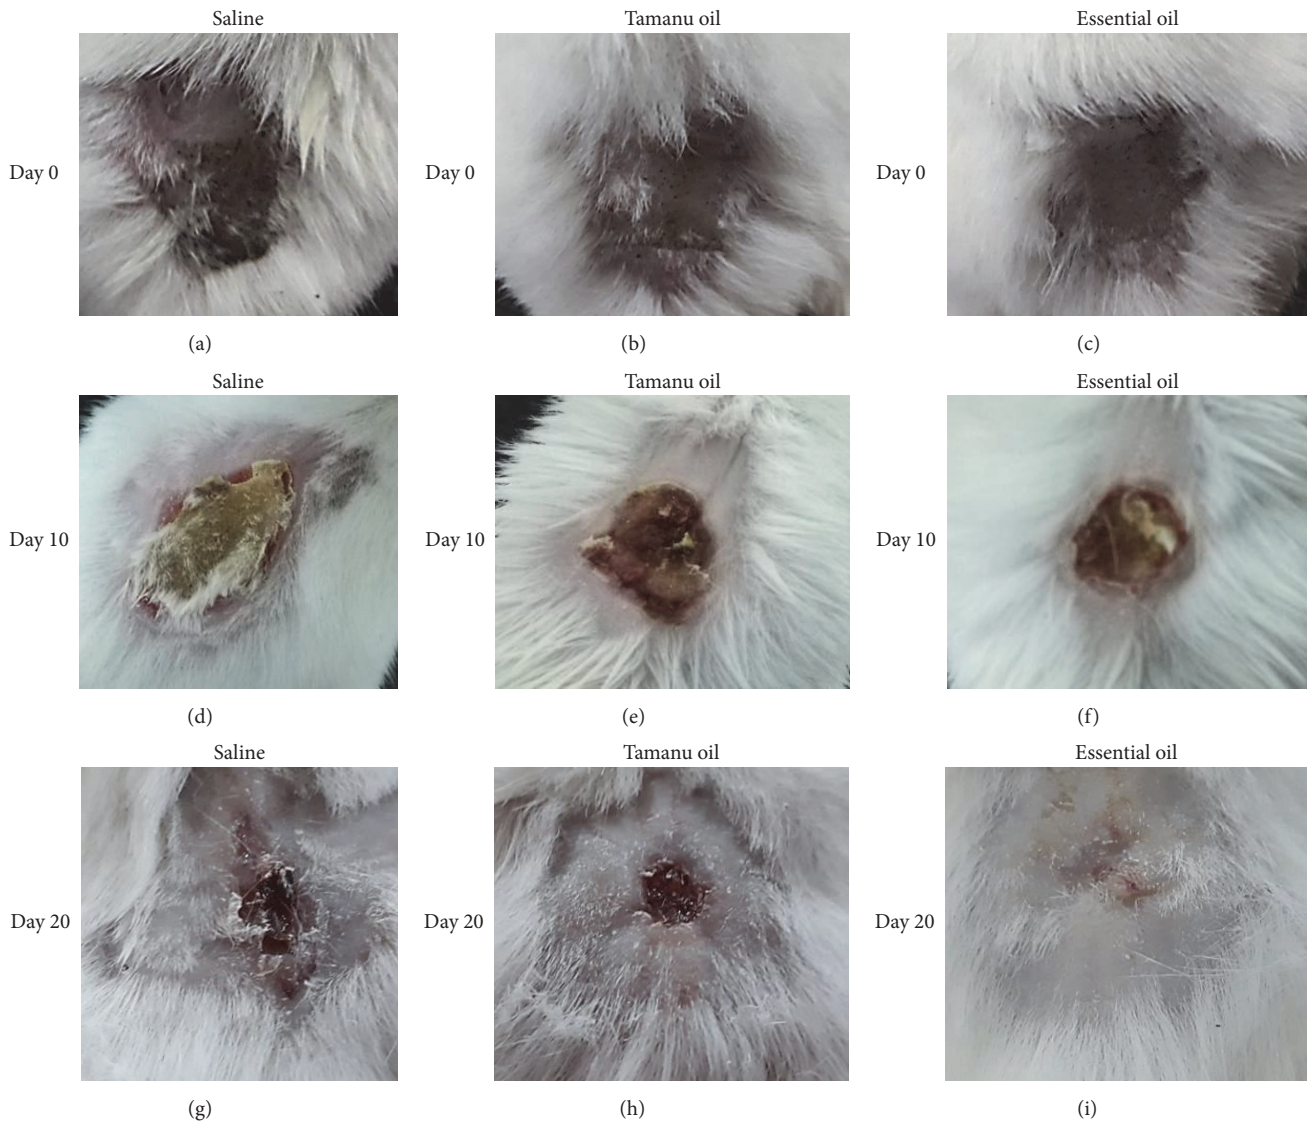 Saline Tamanu oil Essential oil
Day 0 Day 0 Day 0
(a) (b) (c)
Saline Tamanu oil Essential oil
Day 10 Day 10 Day 10
(d) (e) (f)
Saline Tamanu oil Essential oil
Day 20 Day 20 Day 20
(g) (h) (i)